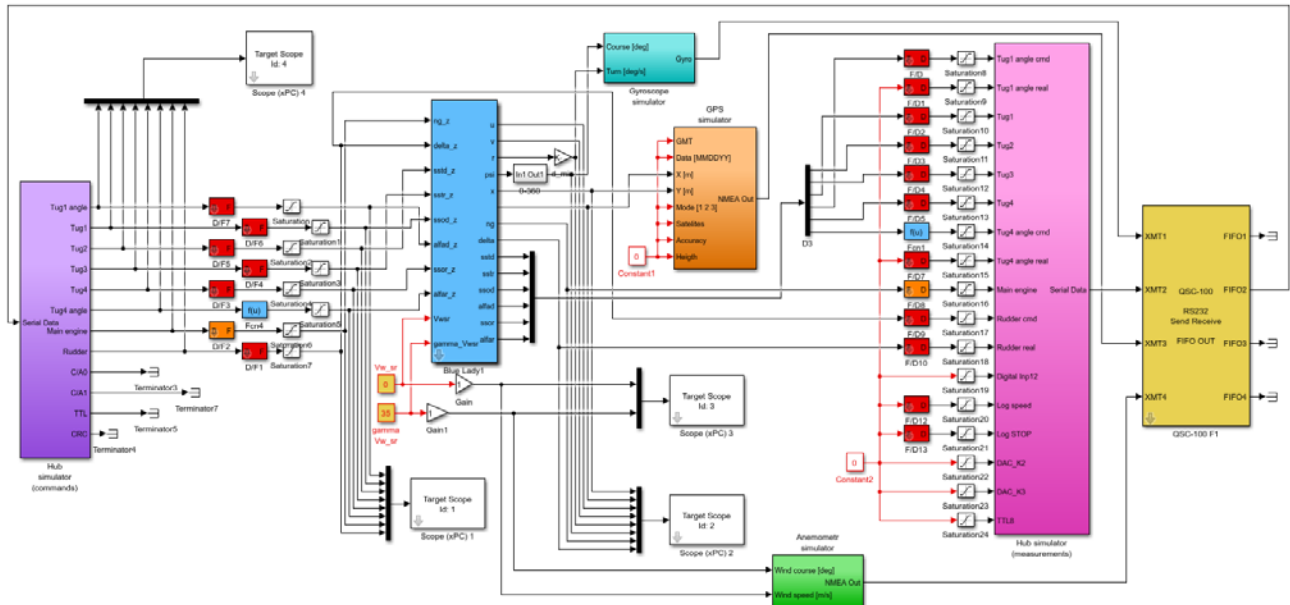 Target Scope
Id: 4
Scope (xPC) 4
Hub
simulator
(commands)
Serial Data
Tug1 angle
Tug1
Tug2
Tug3
Tug4
Tug4 angle
Main engine
Rudder
C/A0
C/A1
TTL
CRC
Terminator3
Terminator7
Terminator5
Terminator4
D/F7
D/F6
D/F5
D/F4
D/F3
f(u)
Fcn4
D/F2
D/F1
Saturation1
Saturation2
Saturation3
Saturation5
Saturation6
Saturation7
ng_z
delta_z
sstd_z
sstr_z
ssod_z
alfad_z
ssor_z
alfar_z
Vwsr
gamma_Vwsr
u
v
r
psi
x
ng
delta
sstd
sstr
ssod
alfad
ssor
alfar
Blue Lady1
In1 Out1
0-360
Vw_sr
0
1
Gain
35
gamma
Vw_sr
1
Gain1
Target Scope
Id: 3
Scope (xPC) 3
Target Scope
Id: 1
Scope (xPC) 1
Target Scope
Id: 2
Scope (xPC) 2
Course [deg]
Turn [deg/s]
Gyro
Gyroscope
simulator
GPS
simulator
GMT
Data [MMDDYY]
X [m]
Y [m]
Mode [1 2 3]
Satelites
Accuracy
Heigth
NMEA Out
0
Constant1
Anemometr
simulator
Wind course [deg]
Wind speed [m/s]
NMEA Out
D3
F/D
F/D1
F/D2
F/D3
F/D4
F/D5
f(u)
Fcn1
F/D7
F/D8
F/D9
F/D10
F/D12
F/D13
0
Constant2
Saturation8
Saturation9
Saturation10
Saturation11
Saturation12
Saturation13
Saturation14
Saturation15
Saturation16
Saturation17
Saturation18
Saturation19
Saturation20
Saturation21
Saturation22
Saturation23
Saturation24
Tug1 angle cmd
Tug1 angle real
Tug1
Tug2
Tug3
Tug4
Tug4 angle cmd
Tug4 angle real
Main engine
Rudder cmd
Rudder real
Digital Inp12
Log speed
Log STOP
DAC_K2
DAC_K3
TTL8
Serial Data
Hub simulator
(measurements)
XMT1
XMT2
XMT3
XMT4
QSC-100
RS232
Send Receive
FIFO OUT
FIFO1
FIFO2
FIFO3
FIFO4
QSC-100 F1